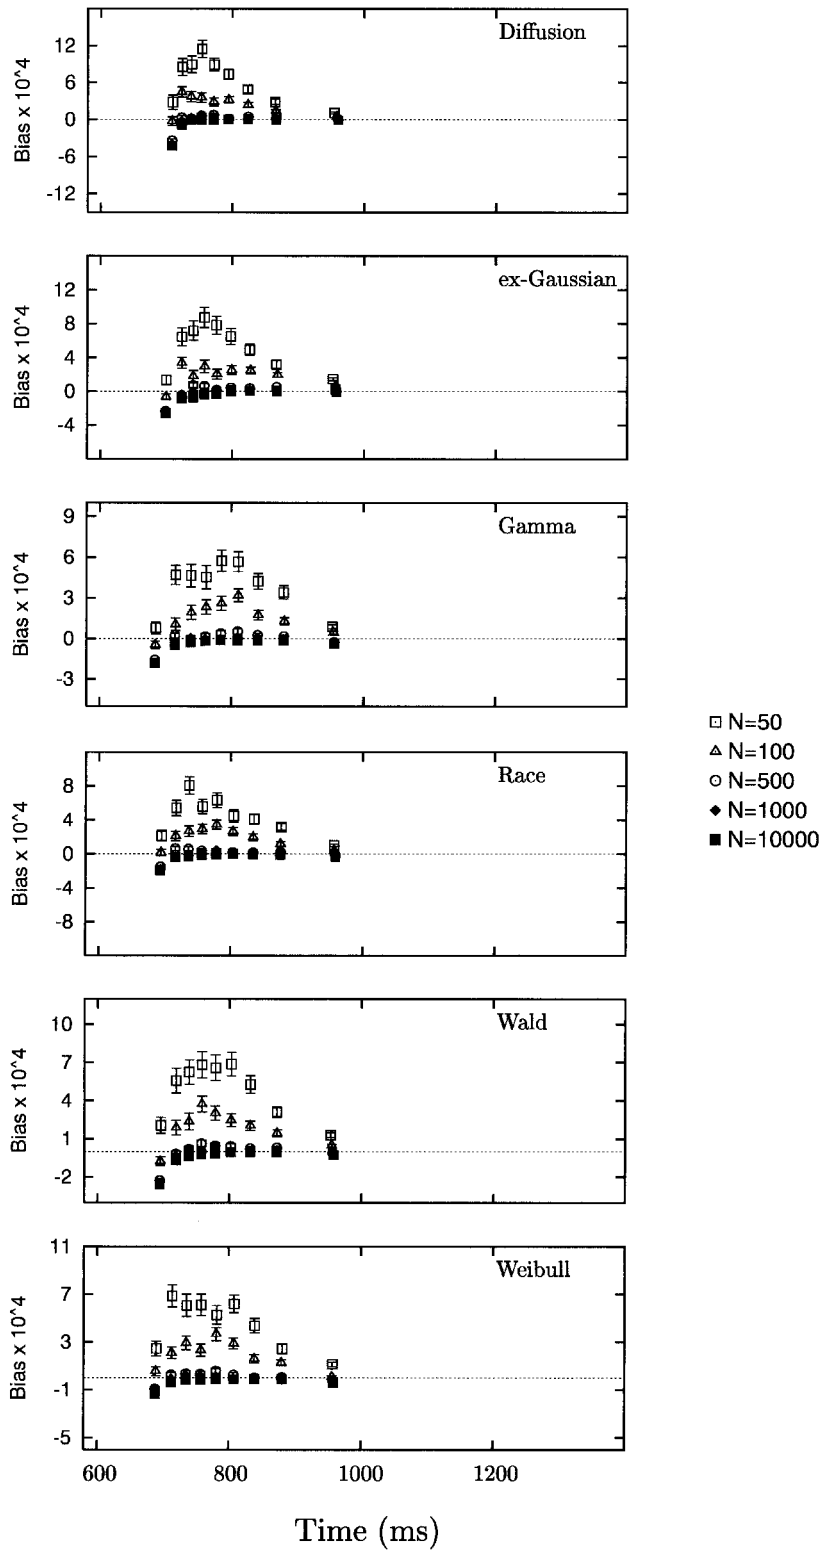 Diffusion
Bias x 10^4
12
6
0
-6
-12
ex-Gaussian
Bias x 10^4
12
8
4
0
-4
Gamma
Bias x 10^4
9
6
3
0
-3
N=50
N=100
N=500
N=1000
N=10000
Race
Bias x 10^4
8
4
0
-4
-8
Wald
Bias x 10^4
10
7
4
1
-2
Weibull
Bias x 10^4
11
7
3
-1
-5
600 800 1000 1200
Time (ms)